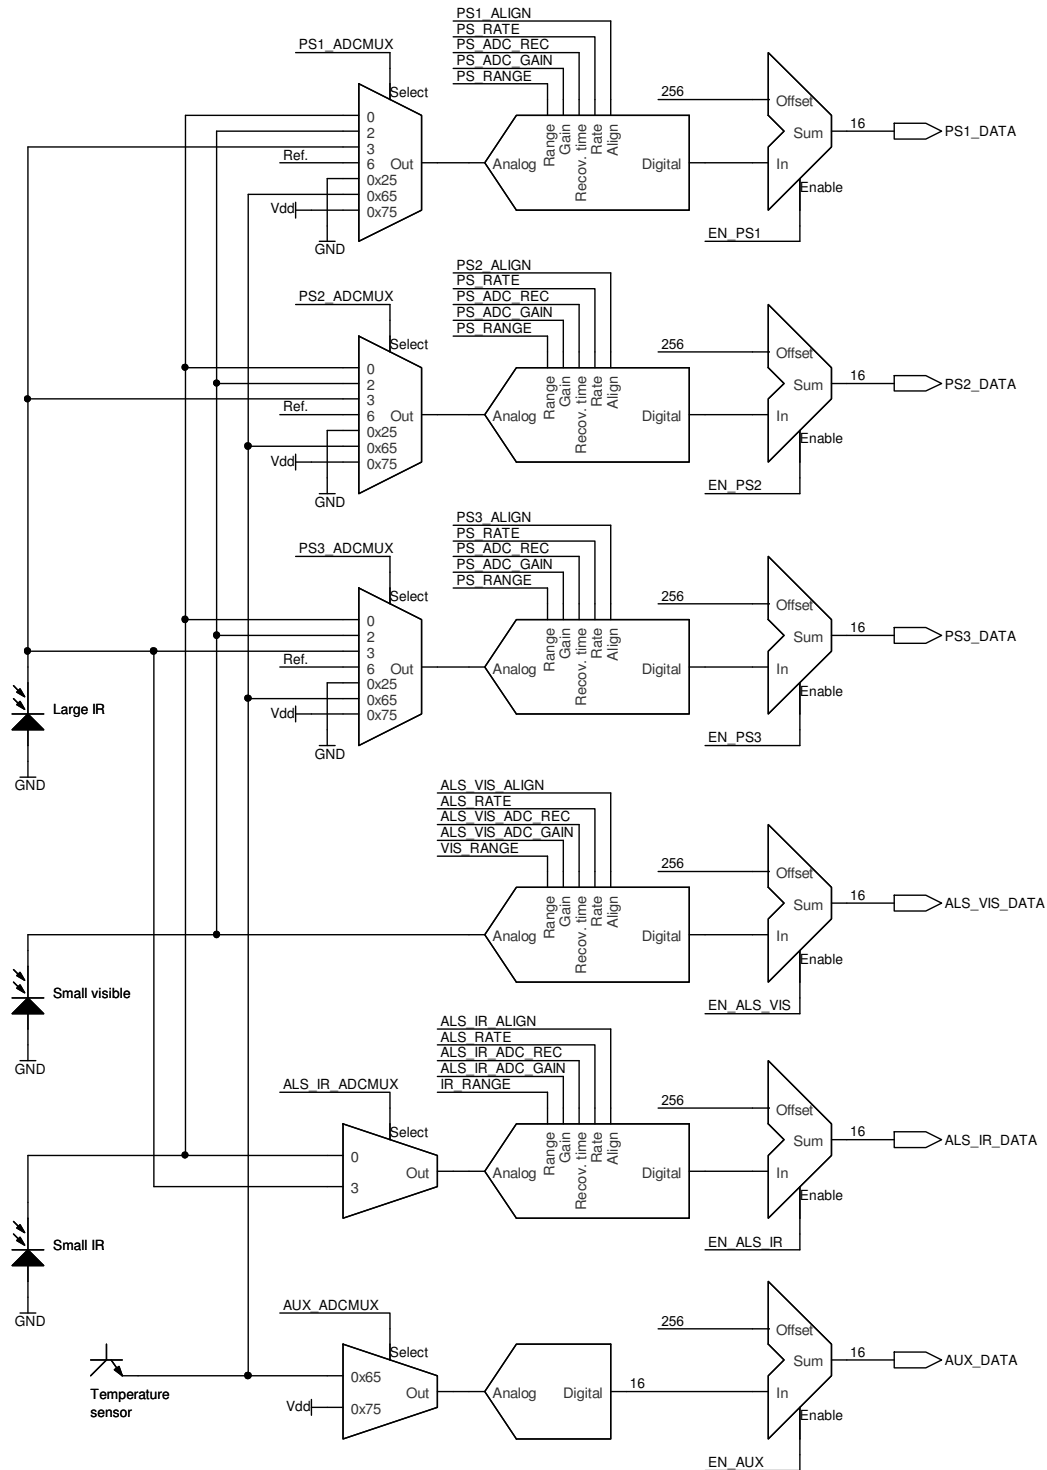 PS1_ALIGN
PS_RATE
PS1_ADCMUX PS_ADC_REC
PS_ADC_GAIN
PS_RANGE
Select 256
0 Offset
2 16 PS1_DATA
3 Sum
Ref. 6 Out Analog Range Gain Recov. time Rate Align Digital In
0x25
0x65 Enable
Vdd 0x75
GND EN_PS1
PS2_ALIGN
PS_RATE
PS2_ADCMUX PS_ADC_REC
PS_ADC_GAIN
PS_RANGE
Select 256
0 Offset
2 16 PS2_DATA
3 Sum
Ref. 6 Out Analog Range Gain Recov. time Rate Align Digital In
0x25
0x65 Enable
Vdd 0x75
GND EN_PS2
PS3_ALIGN
PS_RATE
PS3_ADCMUX PS_ADC_REC
PS_ADC_GAIN
PS_RANGE
Select 256
0 Offset
2 16 PS3_DATA
3 Sum
Ref. 6 Out Analog Range Gain Recov. time Rate Align Digital In
0x25
0x65 Enable
Large IR Vdd 0x75
GND EN_PS3
GND
ALS_VIS_ALIGN
ALS_RATE
ALS_VIS_ADC_REC
ALS_VIS_ADC_GAIN
VIS_RANGE
256
Offset
16 ALS_VIS_DATA
Sum
Analog Range Gain Recov. time Rate Align Digital In
Enable
Small visible EN_ALS_VIS
GND
ALS_IR_ALIGN
ALS_RATE
ALS_IR_ADC_REC
ALS_IR_ADC_GAIN
ALS_IR_ADCMUX IR_RANGE
256
Offset
Select 16 ALS_IR_DATA
0 Sum
Out Analog Range Gain Recov. time Rate Align Digital In
3 Enable
Small IR EN_ALS_IR
GND
AUX_ADCMUX 256
Offset
Select 16 AUX_DATA
Sum
0x65
Out Analog Digital 16 In
Temperature
sensor
Vdd 0x75 Enable
EN_AUX